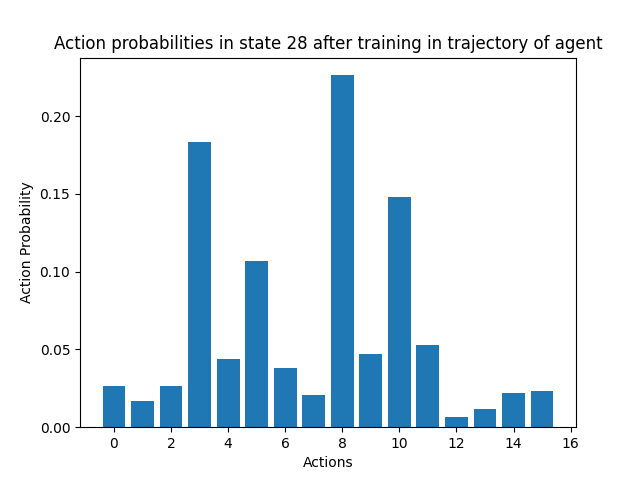 Action probabilities in state 28 after training in trajectory of agent
Action Probability
0.20
0.15
0.10
0.05
0.00
0 2 4 6 8 10 12 14 16
Actions